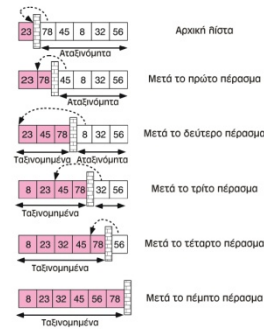 23 78 45 8 32 56 Αρχική λίστα
Αταξινόμητα
23 78 45 8 32 56 Μετά το πρώτο πέρασμα
Αταξινόμητα
23 45 78 8 32 56 Μετά το δεύτερο πέρασμα
Ταξινομημένα Αταξινόμητα
8 23 45 78 32 56 Μετά το τρίτο πέρασμα
Ταξινομημένα
8 23 32 45 78 56 Μετά το τέταρτο πέρασμα
Ταξινομημένα
8 23 32 45 56 78 Μετά το πέμπτο πέρασμα
Ταξινομημένα